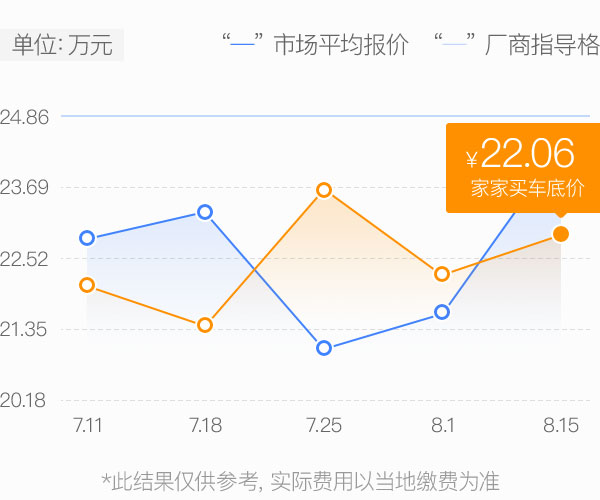 单位: 万元
“—” 市场平均报价 “—” 厂商指导格
24.86
¥22.06
家家买车底价
23.69
22.52
21.35
20.18
7.11 7.18 7.25 8.1 8.15
*此结果仅供参考, 实际费用以当地缴费为准